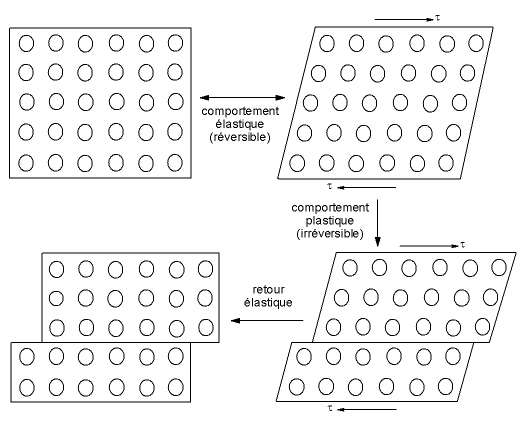 τ
comportement
élastique
(réversible)
τ
comportement
plastique
(irréversible)
τ
retour
élastique
τ